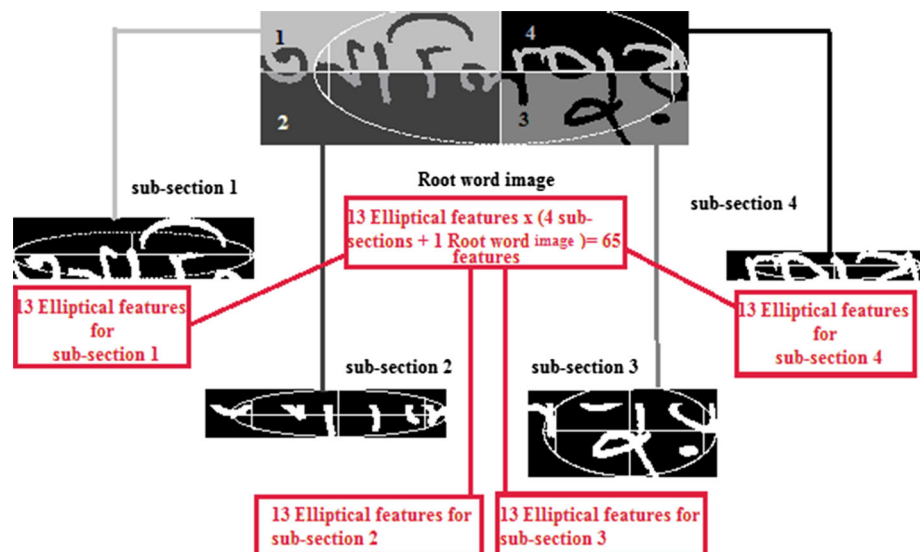 1
4
2
3
Root word image
sub-section 1
sub-section 4
13 Elliptical features x (4 sub-
sections + 1 Root word image )= 65
features
13 Elliptical features
for
sub-section 1
13 Elliptical features
for
sub-section 4
sub-section 2
sub-section 3
13 Elliptical features for
sub-section 2
13 Elliptical features for
sub-section 3